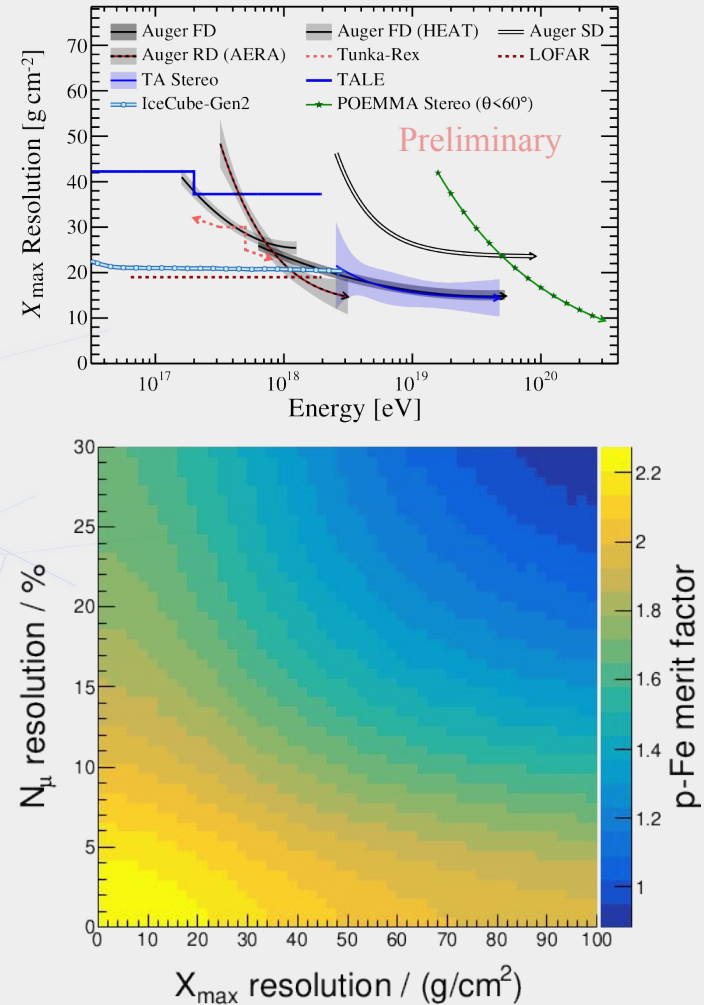 Auger FD
Auger FD (HEAT)
Auger SD
Auger RD (AERA)
Tunka-Rex
LOFAR
TA Stereo
TALE
IceCube-Gen2
POEMMA Stereo (θ<60°)
Preliminary
Xmax Resolution [g cm⁻²]
70
60
50
40
30
20
10
0
10¹⁷
10¹⁸
10¹⁹
10²⁰
Energy [eV]
Nμ resolution / %
30
25
20
15
10
5
0
0
10
20
30
40
50
60
70
80
90
100
Xmax resolution / (g/cm²)
2.2
2
1.8
1.6
1.4
1.2
1
p-Fe merit factor